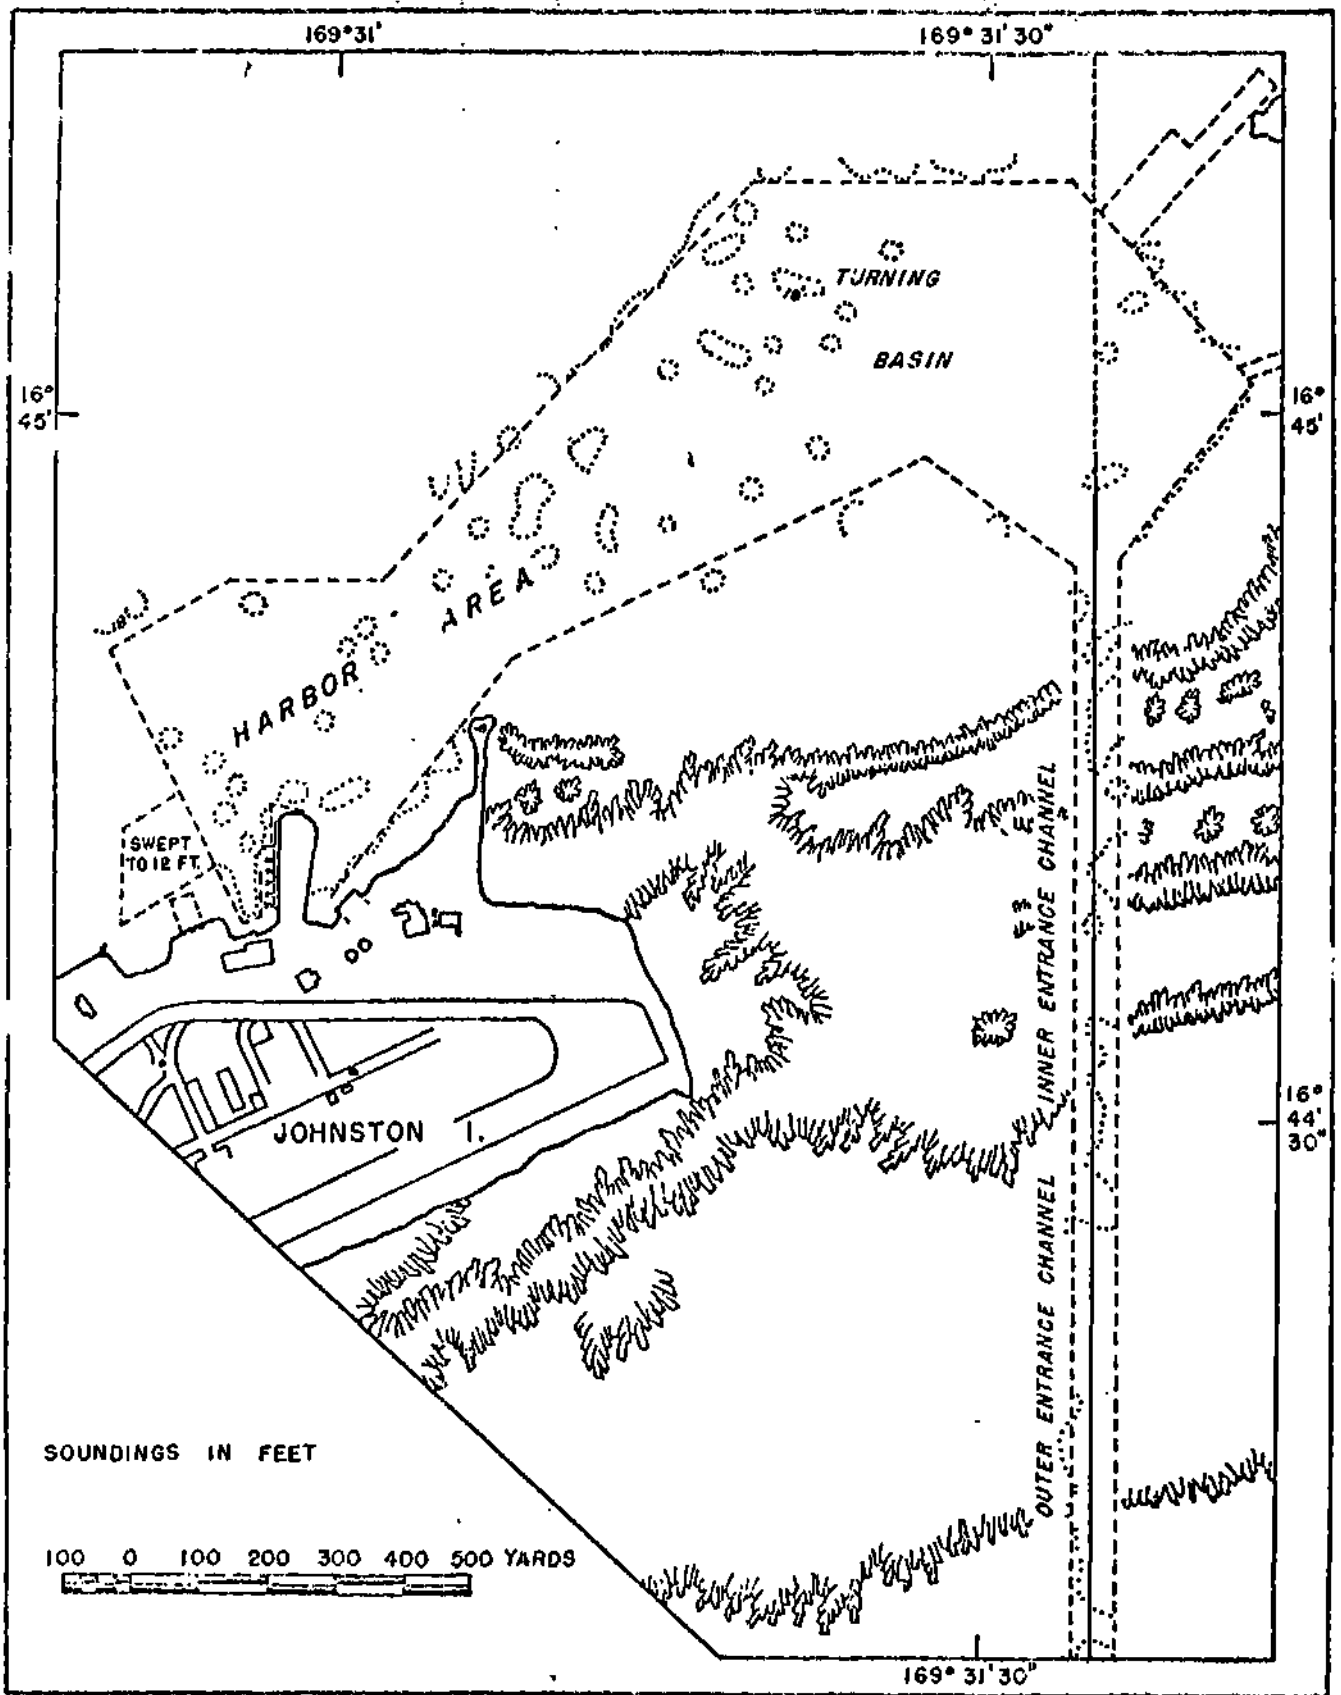 169° 31'
169° 31' 30"
TURNING
18
BASIN
16°
45'
16°
45'
HARBOR AREA
18
SWEPT
TO 12 FT.
INNER ENTRANCE CHANNEL
16°
44'
30"
JOHNSTON I.
OUTER ENTRANCE CHANNEL
SOUNDINGS IN FEET
100 0 100 200 300 400 500 YARDS
169° 31' 30"